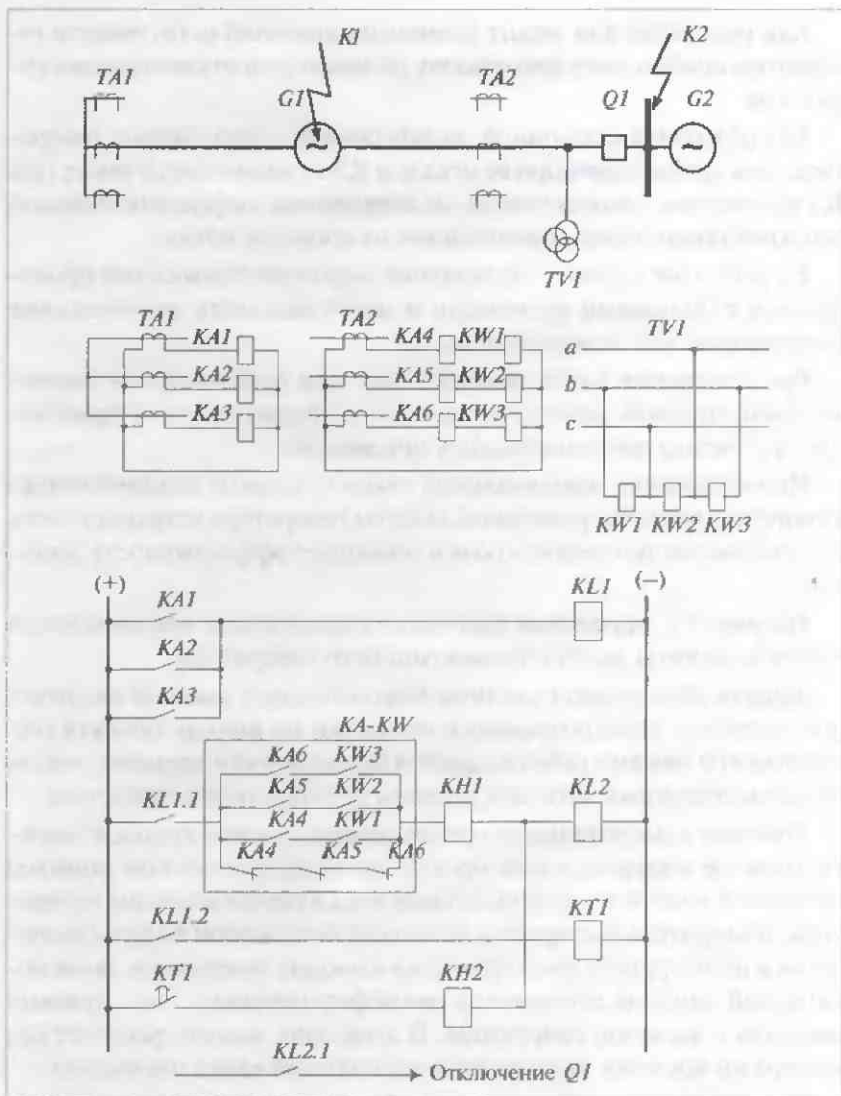 K1
K2
TA1
G1
TA2
Q1
G2
TV1
TA1
KA1
KA2
KA3
TA2
KA4
KW1
KA5
KW2
KA6
KW3
a
b
c
TV1
KW1
KW2
KW3
(+)
(−)
KA1
KL1
KA2
KA3
KA-KW
KA6
KW3
KA5
KW2
KL1.1
KH1
KL2
KA4
KW1
KA4
KA5
KA6
KL1.2
KT1
KT1
KH2
KL2.1
Отключение Q1